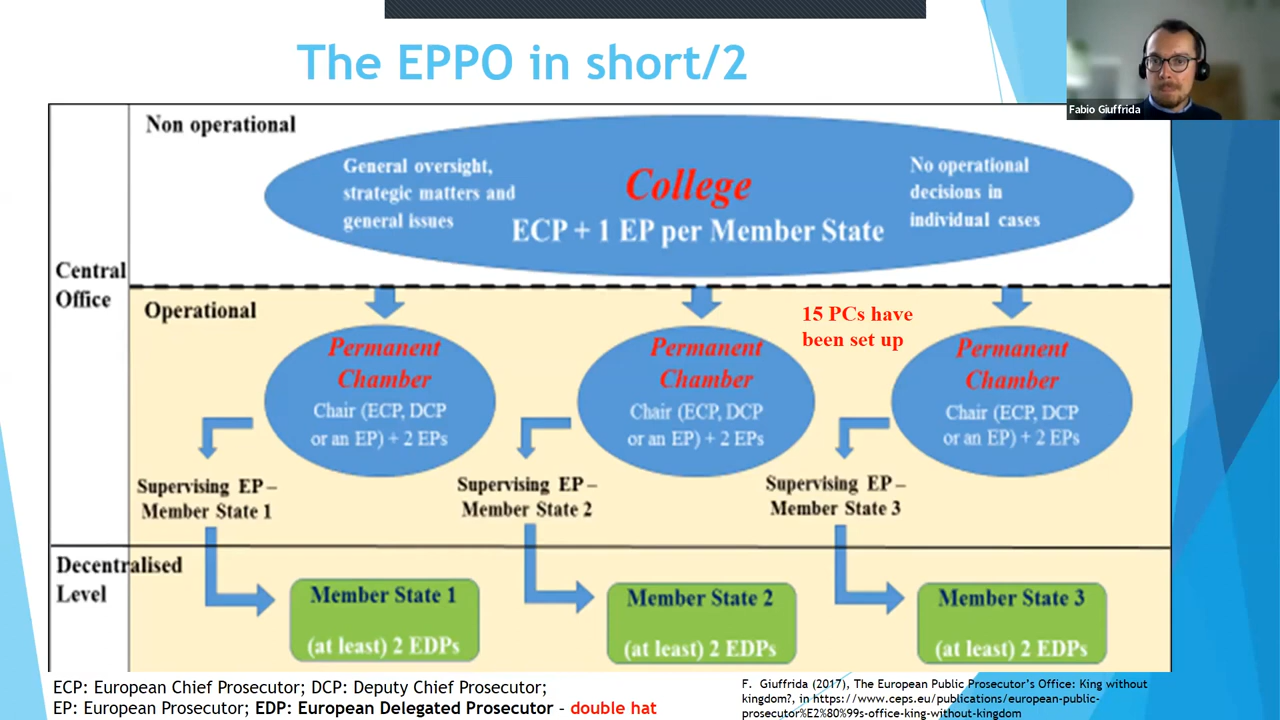 The EPPO in short/2
Fabio Giuffrida
Non operational
General oversight,
strategic matters and
general issues
College
ECP + 1 EP per Member State
No operational
decisions in
individual cases
Central
Office
Operational
15 PCs have
been set up
Permanent
Chamber
Chair (ECP, DCP
or an EP) + 2 EPs
Permanent
Chamber
Chair (ECP, DCP
or an EP) + 2 EPs
Permanent
Chamber
Chair (ECP, DCP
or an EP) + 2 EPs
Supervising EP –
Member State 1
Supervising EP –
Member State 2
Supervising EP –
Member State 3
Decentralised
Level
Member State 1
(at least) 2 EDPs
Member State 2
(at least) 2 EDPs
Member State 3
(at least) 2 EDPs
ECP: European Chief Prosecutor; DCP: Deputy Chief Prosecutor;
EP: European Prosecutor; EDP: European Delegated Prosecutor – double hat
F. Giuffrida (2017), The European Public Prosecutor's Office: King without
kingdom?, in https://www.ceps.eu/publications/european-public-
prosecutor%E2%80%99s-office-king-without-kingdom